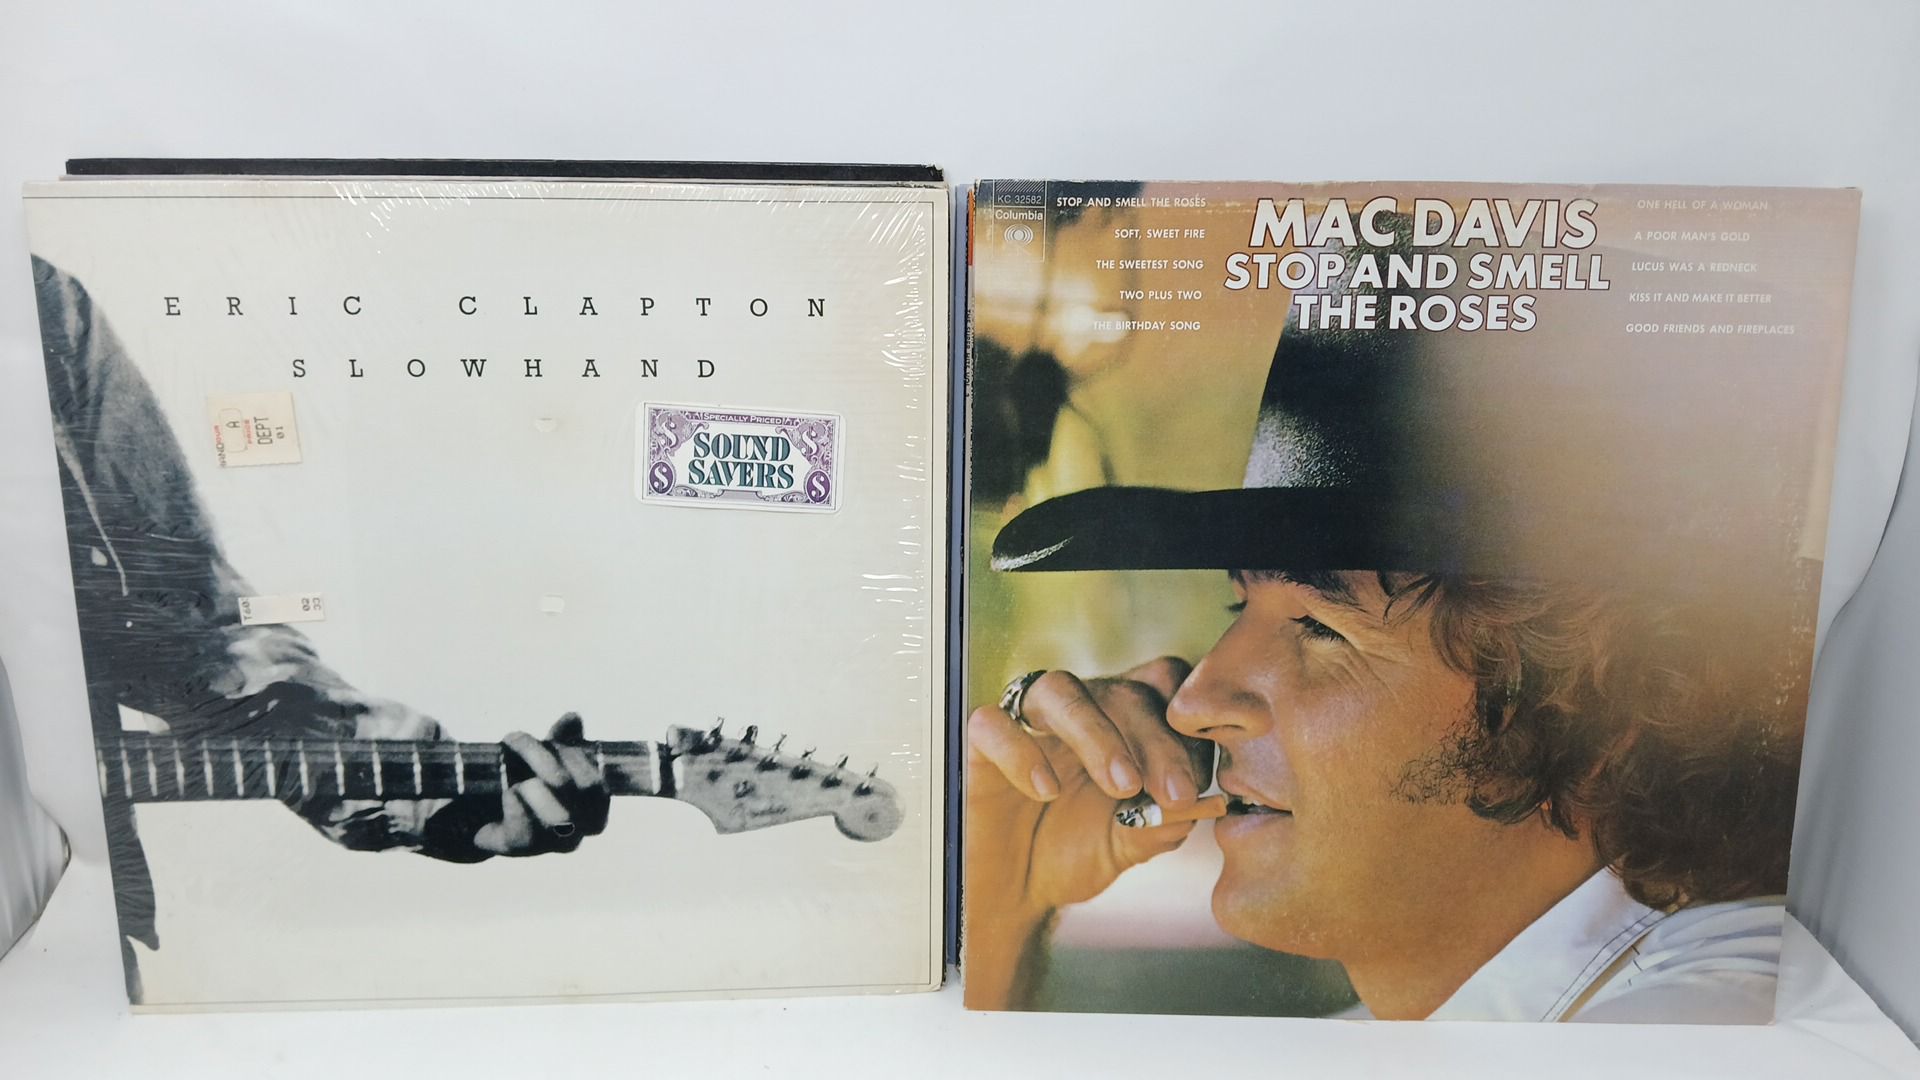 ERIC CLAPTON
SLOWHAND
A
DEPT
01
SPECIALLY PRICED
SOUND
SAVERS
Fender
KC 32582
Columbia
STOP AND SMELL THE ROSES
SOFT, SWEET FIRE
THE SWEETEST SONG
TWO PLUS TWO
THE BIRTHDAY SONG
MAC DAVIS
STOP AND SMELL
THE ROSES
ONE HELL OF A WOMAN
A POOR MAN'S GOLD
LUCUS WAS A REDNECK
KISS IT AND MAKE IT BETTER
GOOD FRIENDS AND FIREPLACES